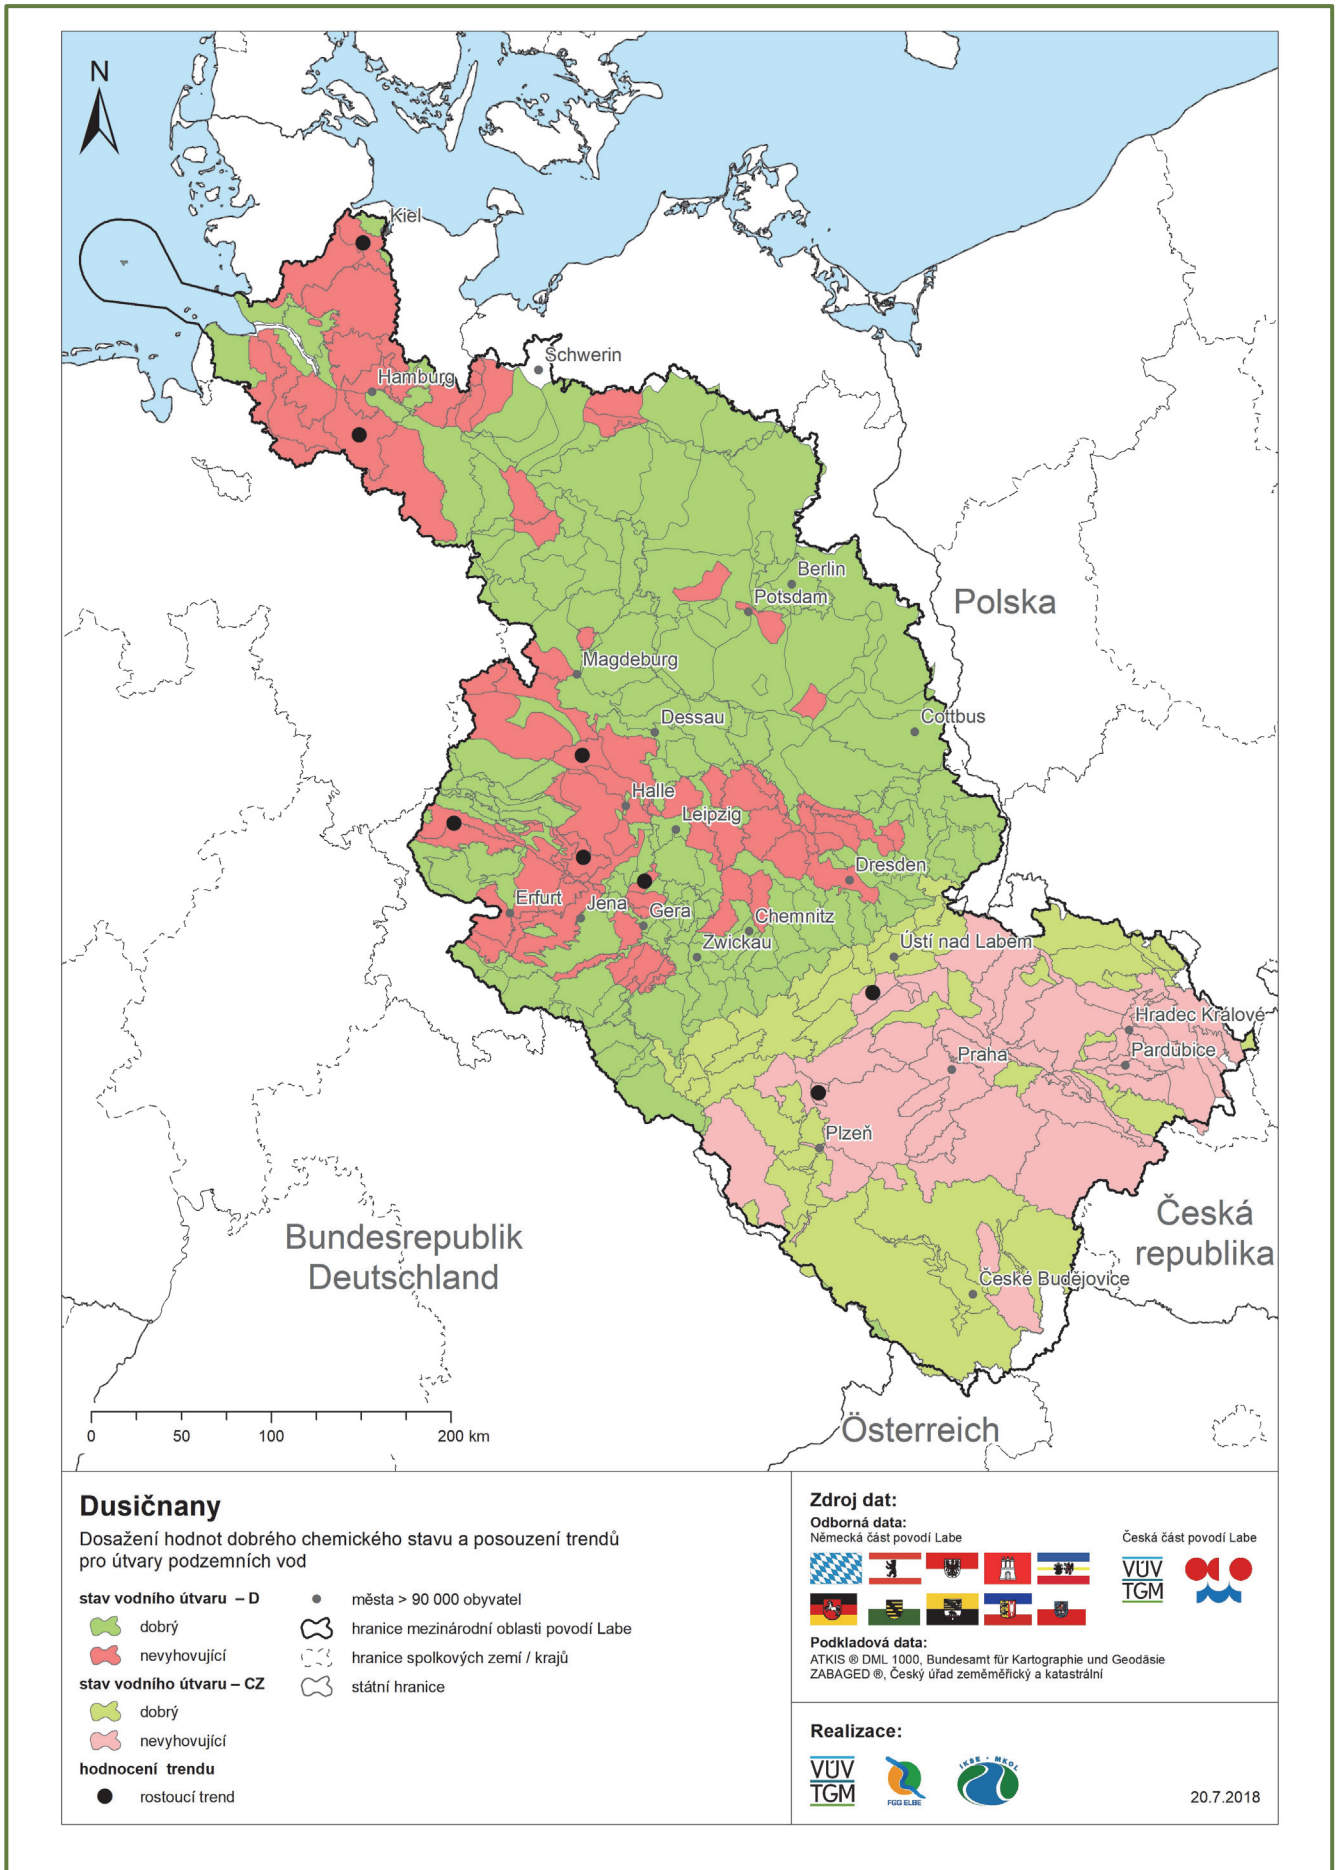 N
Kiel
Schwerin
Hamburg
Berlin
Potsdam
Polska
Magdeburg
Dessau
Cottbus
Halle
Leipzig
Dresden
Erfurt
Jena
Gera
Chemnitz
Zwickau
Ústí nad Labem
Hradec Králové
Praha
Pardubice
Plzeň
Česká
republika
Bundesrepublik
Deutschland
České Budějovice
Österreich
0 50 100 200 km
Dusičnany
Dosažení hodnot dobrého chemického stavu a posouzení trendů
pro útvary podzemních vod
stav vodního útvaru – D
dobrý
nevyhovující
stav vodního útvaru – CZ
dobrý
nevyhovující
hodnocení trendu
rostoucí trend
města > 90 000 obyvatel
hranice mezinárodní oblasti povodí Labe
hranice spolkových zemí / krajů
státní hranice
Zdroj dat:
Odborná data:
Německá část povodí Labe
Česká část povodí Labe
VÚV
TGM
Podkladová data:
ATKIS ® DML 1000, Bundesamt für Kartographie und Geodäsie
ZABAGED ®, Český úřad zeměměřický a katastrální
Realizace:
VÚV
TGM
FGG ELBE
IKSE • MKOL
20.7.2018